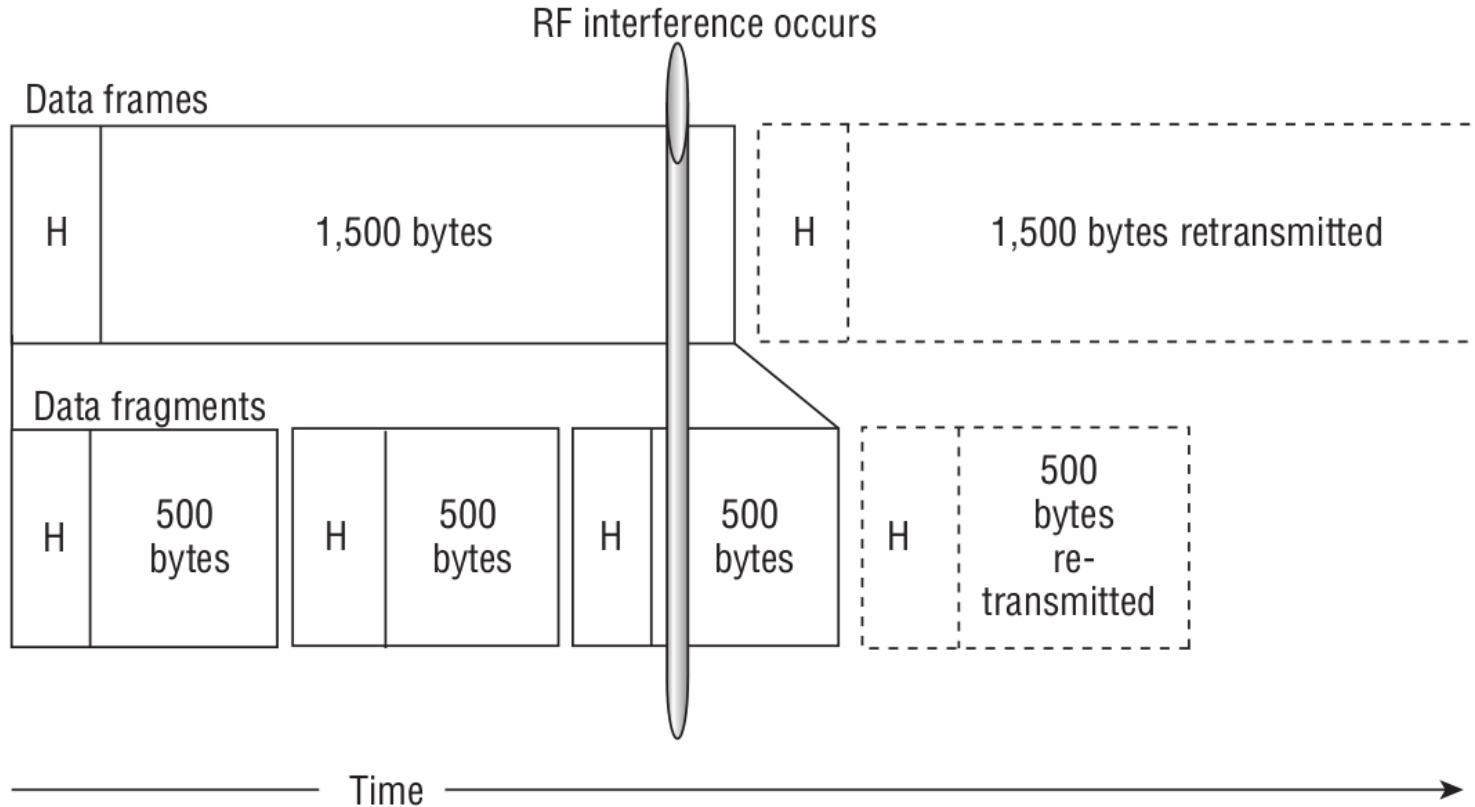 RF interference occurs
Data frames
H
1,500 bytes
H
1,500 bytes retransmitted
Data fragments
H
500
bytes
H
500
bytes
H
500
bytes
H
500
bytes
re-
transmitted
Time